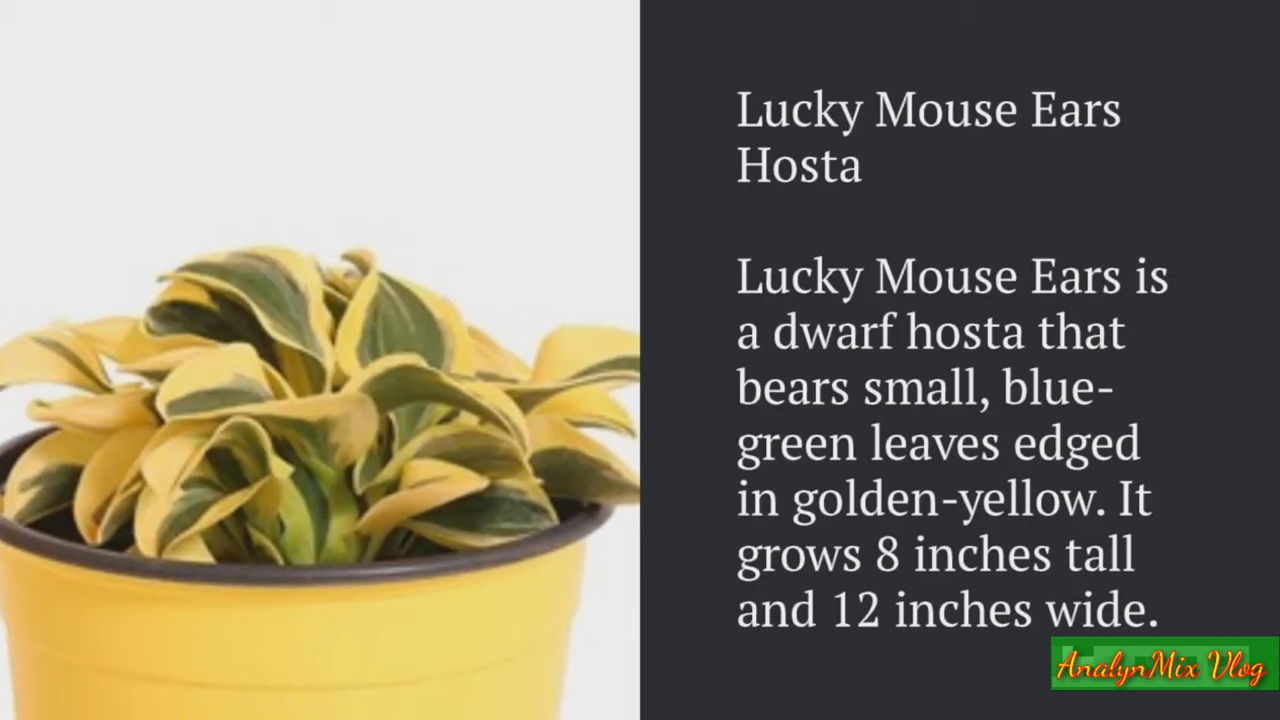 Lucky Mouse Ears
Hosta
Lucky Mouse Ears is
a dwarf hosta that
bears small, blue-
green leaves edged
in golden-yellow. It
grows 8 inches tall
and 12 inches wide.
AnalynMix Vlog